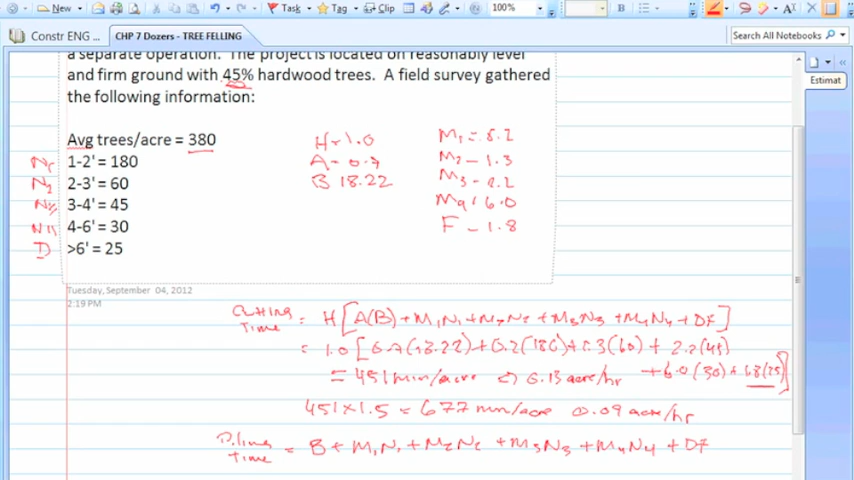 New Task Tag Clip 100% B
Constr ENG ... CHP 7 Dozers - TREE FELLING Search All Notebooks
Estimat
a separate operation. The project is located on reasonably level
and firm ground with 45% hardwood trees. A field survey gathered
the following information:
Avg trees/acre = 380
N1 1-2' = 180
N2 2-3' = 60
3-4' = 45
4-6' = 30
D >6' = 25
H=1.0
A= 0.7
B 18.22
M1 = 5.2
M2 - 1.3
M3 - 2.2
M4 6.0
F - 1.8
Tuesday, September 04, 2012
2:19 PM
Cutting Time = H[A(B)+M1N1+M2N2+M3N3+M4N4+DF]
= 1.0[0.7(18.22)+0.2(180)+1.3(60)+2.2(45)
+6.0(30)+1.8(25)]
= 451 min/acre 0.13 acre/hr
451 x 1.5 = 677 min/acre 0.09 acre/hr
Piling Time = B + M1N1 + M2N2 + M3N3 + M4N4 + DF